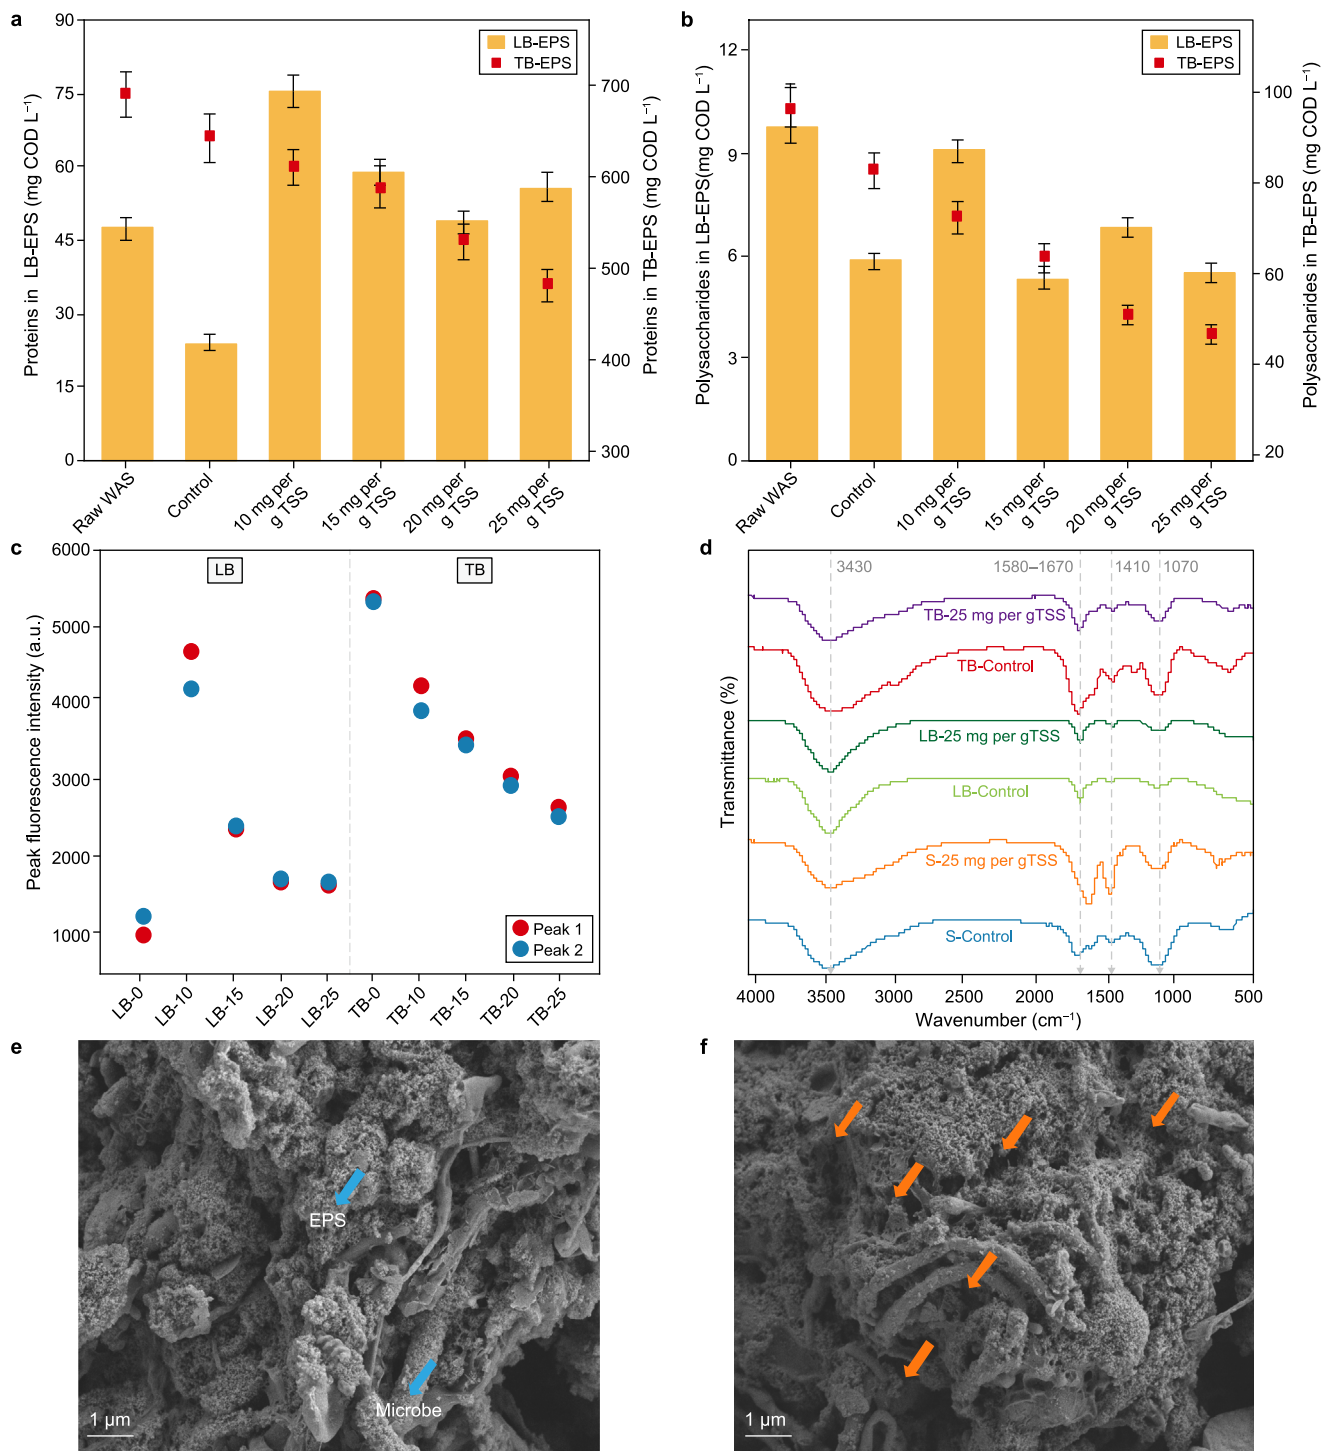 a
90
75
60
45
30
15
0
Proteins in LB-EPS (mg COD L⁻¹)
LB-EPS
TB-EPS
700
600
500
400
300
Proteins in TB-EPS (mg COD L⁻¹)
Raw WAS
Control
10 mg per
g TSS
15 mg per
g TSS
20 mg per
g TSS
25 mg per
g TSS
b
12
9
6
3
0
Polysaccharides in LB-EPS(mg COD L⁻¹)
LB-EPS
TB-EPS
100
80
60
40
20
Polysaccharides in TB-EPS (mg COD L⁻¹)
Raw WAS
Control
10 mg per
g TSS
15 mg per
g TSS
20 mg per
g TSS
25 mg per
g TSS
c
6000
5000
4000
3000
2000
1000
Peak fluorescence intensity (a.u.)
LB
TB
Peak 1
Peak 2
LB-0
LB-10
LB-15
LB-20
LB-25
TB-0
TB-10
TB-15
TB-20
TB-25
d
3430
1580–1670
1410
1070
TB-25 mg per gTSS
TB-Control
LB-25 mg per gTSS
LB-Control
S-25 mg per gTSS
S-Control
Transmittance (%)
4000
3500
3000
2500
2000
1500
1000
500
Wavenumber (cm⁻¹)
e
EPS
Microbe
1 μm
f
1 μm